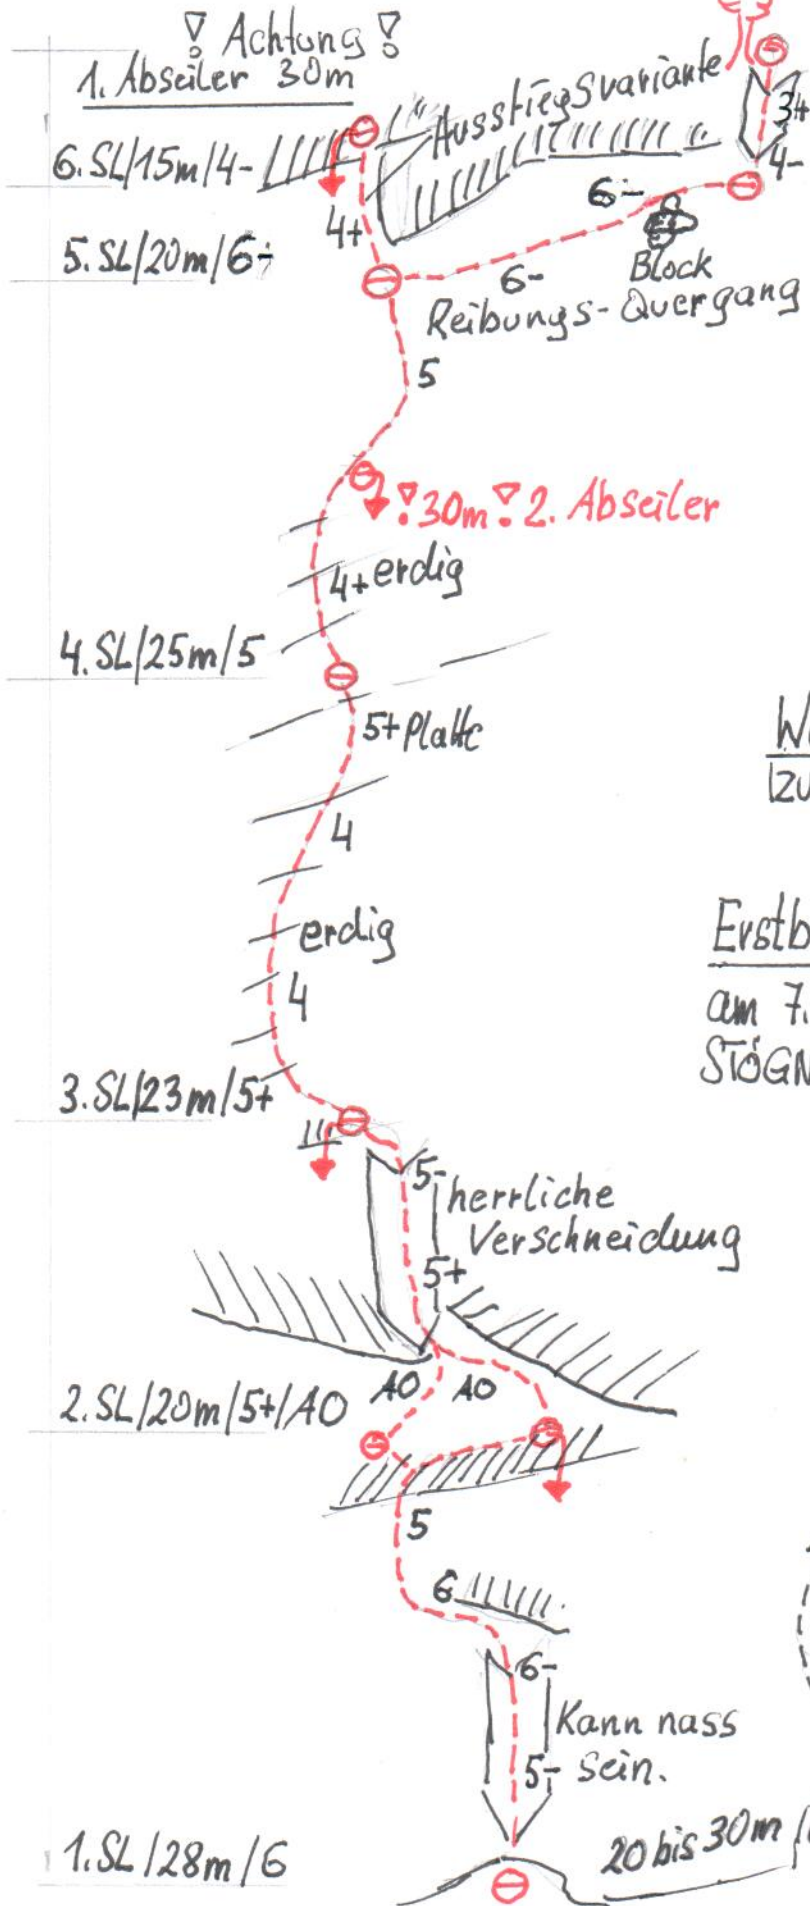 ! Achtung !
1. Abseiler 30m
Ausstiegsvariante
3+
6.SL/15m/4-
4-
4+
6-
5.SL/20m/6-
Block
6-
Reibungs-Quergang
5
!30m! 2. Abseiler
4+ erdig
4.SL/25m/5
5+ Platte
4
erdig
4
am 7.
3.SL/23m/5+
5-
herrliche
Verschneidung
5+
A0 A0
2.SL/20m/5+/A0
5
6
6-
Kann nass
5- sein.
20 bis 30m
1.SL/28m/6